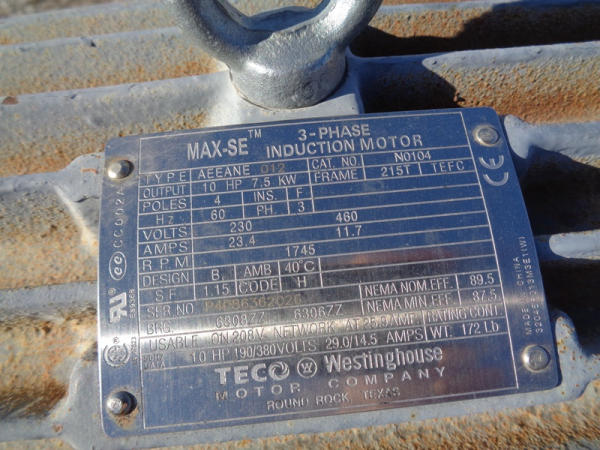 MAX-SE™ 3-PHASE INDUCTION MOTOR
TYPE AEEANE 012 CAT. NO. N0104
OUTPUT 10 HP 7.5 KW FRAME 215T TEFC
POLES 4 INS. F
Hz 60 PH. 3
VOLTS 230 460
AMPS 23.4 11.7
RPM 1745
DESIGN B AMB 40°C
S.F. 1.15 CODE H NEMA NOM.EFF. 89.5
SER.NO. NEMA MIN.EFF. 87.5
BRG. 6308ZZ 6306ZZ RATING CONT.
USABLE ON 208V NETWORK AT 25.9 AMP. WT. 172 Lb
10 HP 190/380VOLTS 29.0/14.5 AMPS
TECO Westinghouse
MOTOR COMPANY
ROUND ROCK, TEXAS
CE
MADE IN CHINA
CC002A